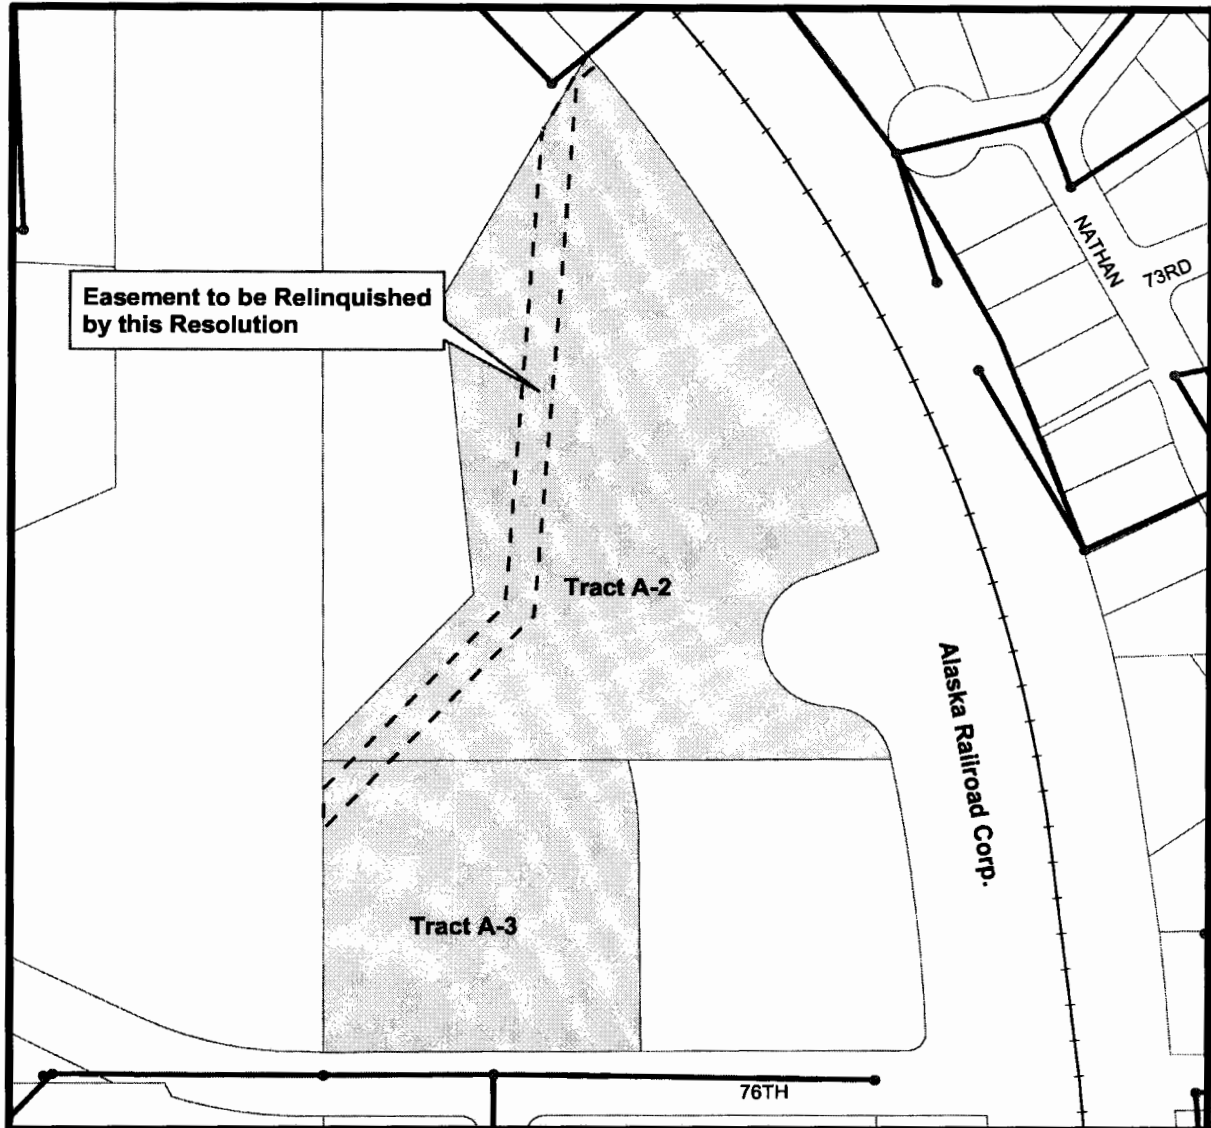 NATHAN
73RD
Easement to be Relinquished
by this Resolution
Tract A-2
Alaska Railroad Corp.
Tract A-3
76TH